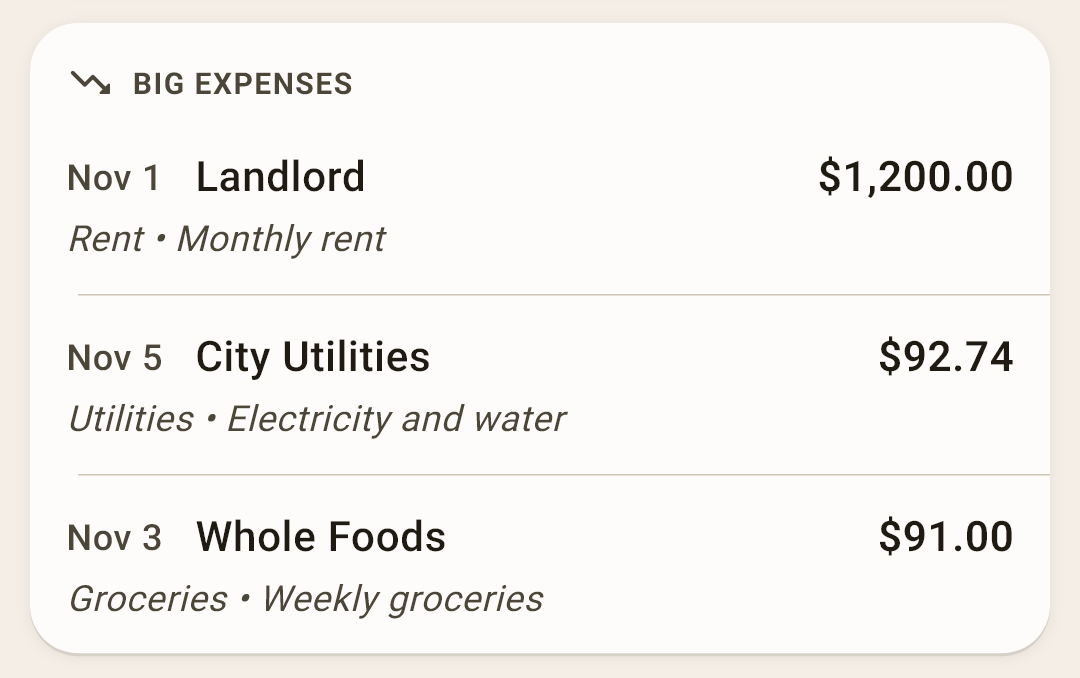 BIG EXPENSES
Nov 1 Landlord $1,200.00
Rent • Monthly rent
Nov 5 City Utilities $92.74
Utilities • Electricity and water
Nov 3 Whole Foods $91.00
Groceries • Weekly groceries